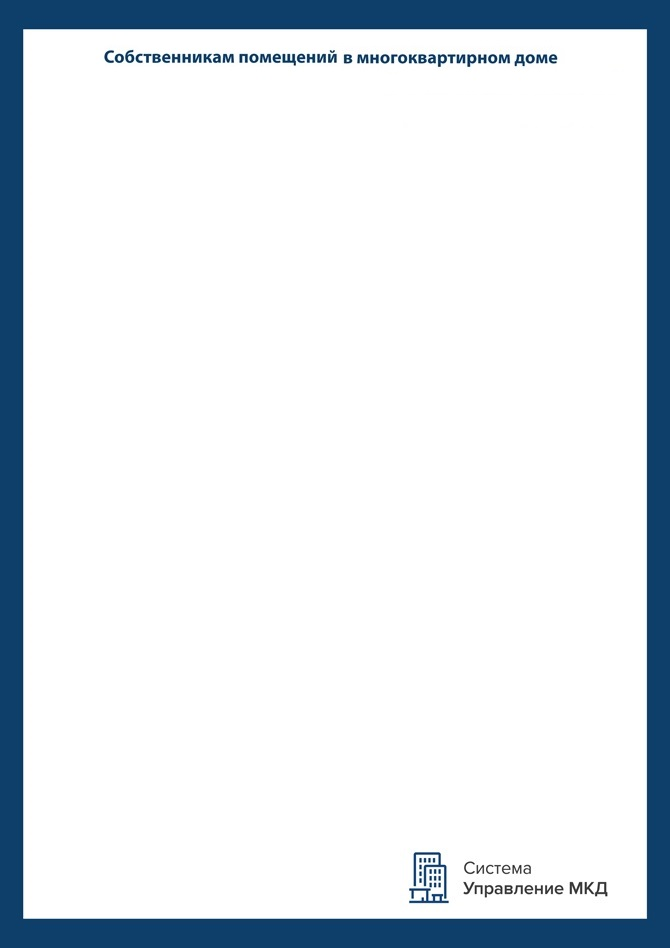 Собственникам помещений в многоквартирном доме
Система
Управление МКД